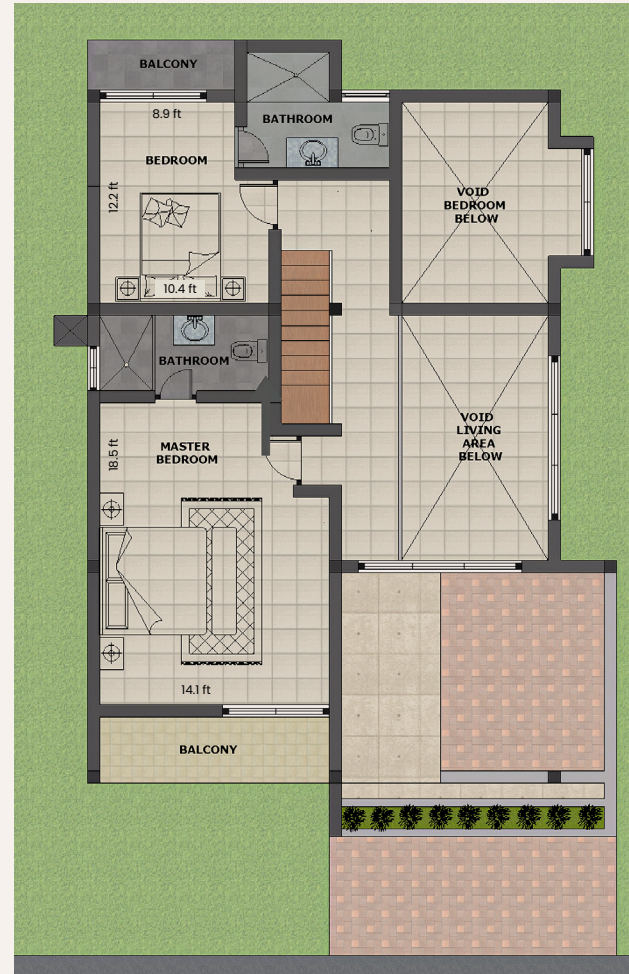 BALCONY
8.9 ft
BATHROOM
BEDROOM
12.2 ft
VOID
BEDROOM
BELOW
10.4 ft
BATHROOM
VOID
LIVING
AREA
BELOW
MASTER
BEDROOM
18.5 ft
14.1 ft
BALCONY